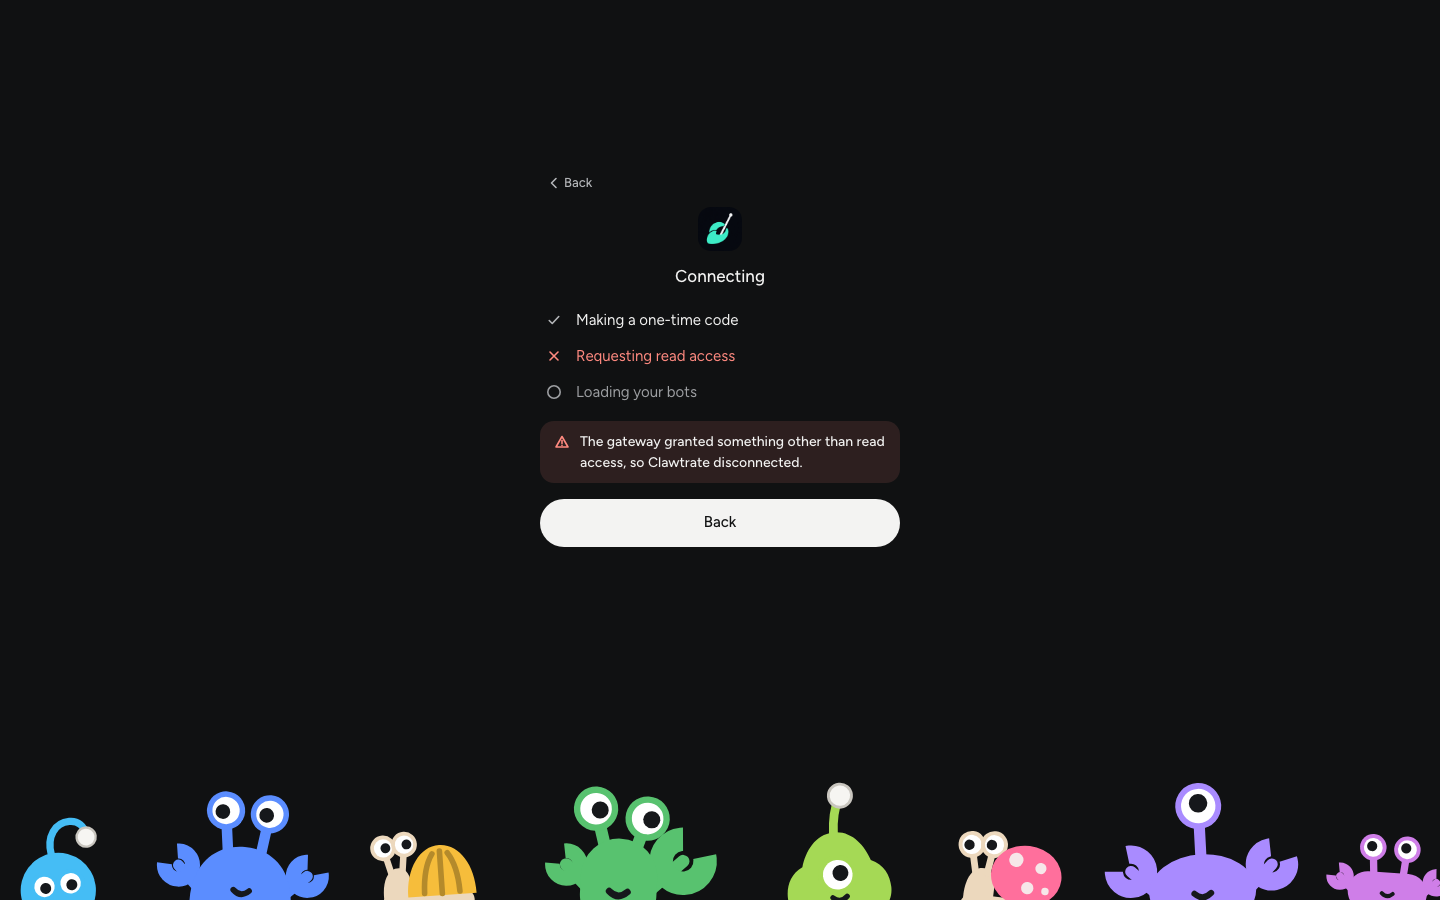 Back
Connecting
Making a one-time code
Requesting read access
Loading your bots
The gateway granted something other than read
access, so Clawtrate disconnected.
Back